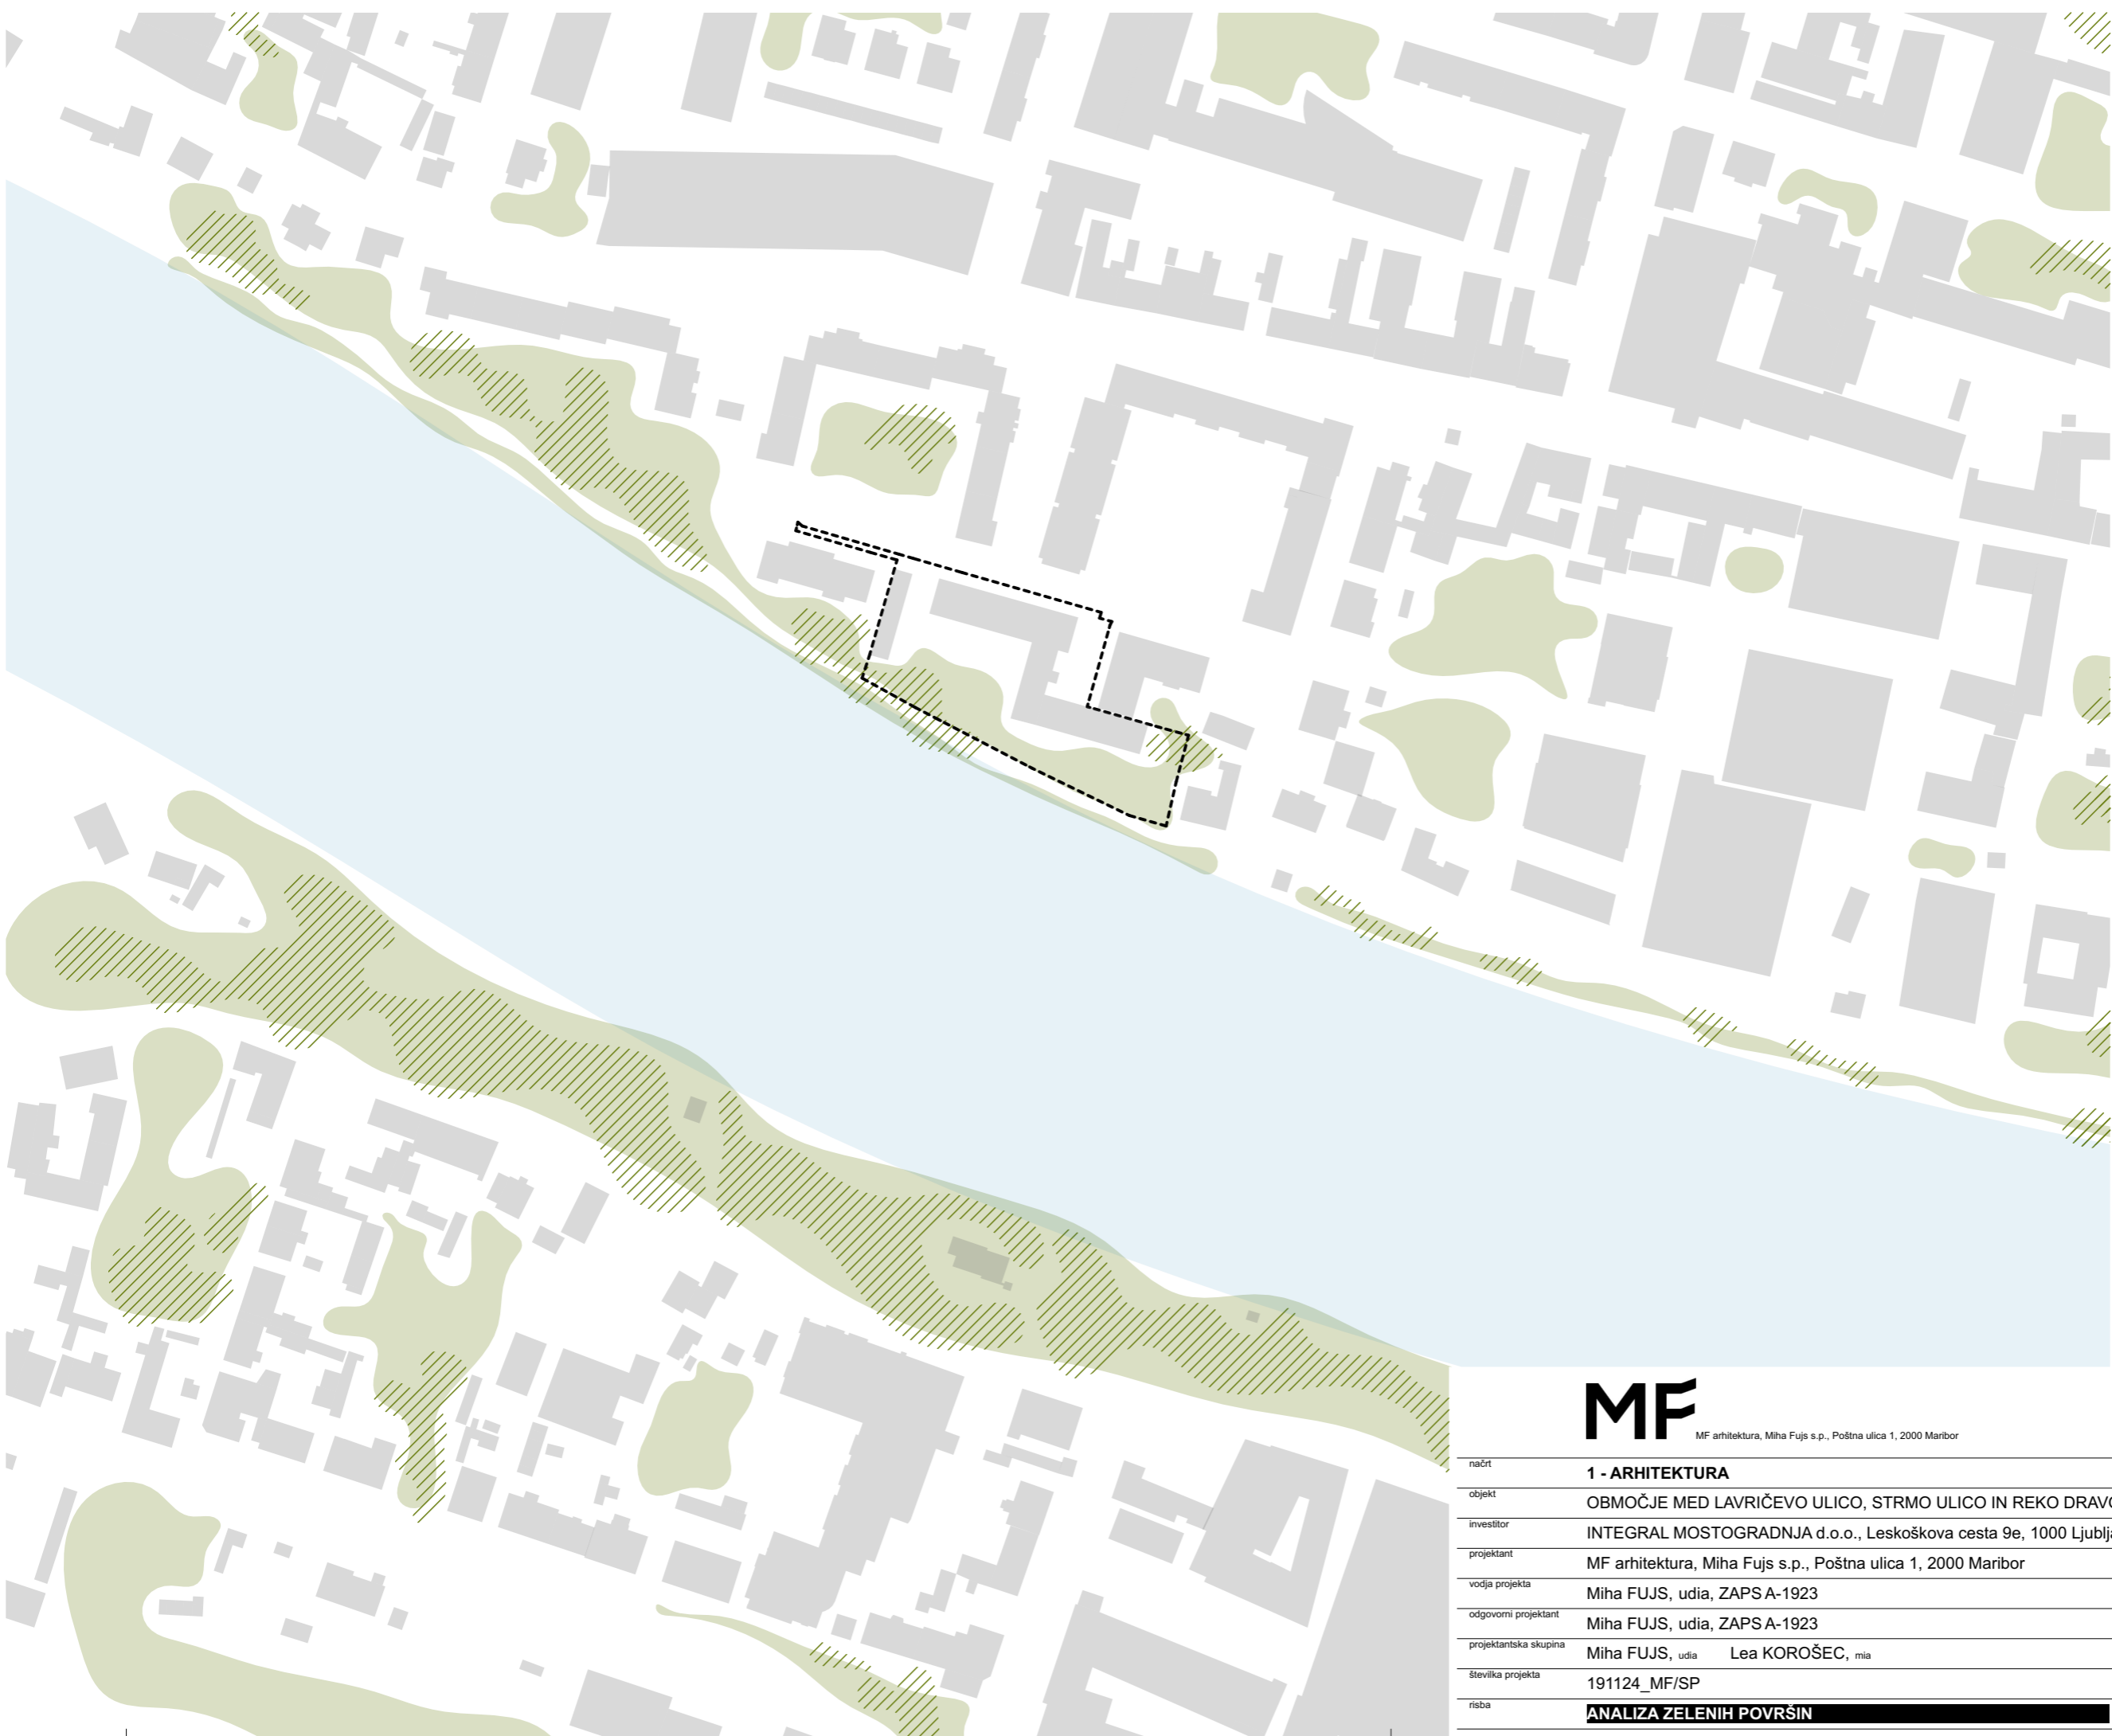 MF
MF arhitektura, Miha Fujs s.p., Poštna ulica 1, 2000 Maribor
načrt 1 - ARHITEKTURA
objekt OBMOČJE MED LAVRIČEVO ULICO, STRMO ULICO IN REKO
investitor INTEGRAL MOSTOGRADNJA d.o.o., Leskoškova cesta 9e, 1000
projektant MF arhitektura, Miha Fujs s.p., Poštna ulica 1, 2000 Maribor
vodja projekta Miha FUJS, udia, ZAPS A-1923
odgovorni projektant Miha FUJS, udia, ZAPS A-1923
projektantska skupina Miha FUJS, udia Lea KOROŠEC, mia
številka projekta 191124_MF/SP
risba ANALIZA ZELENIH POVRŠIN